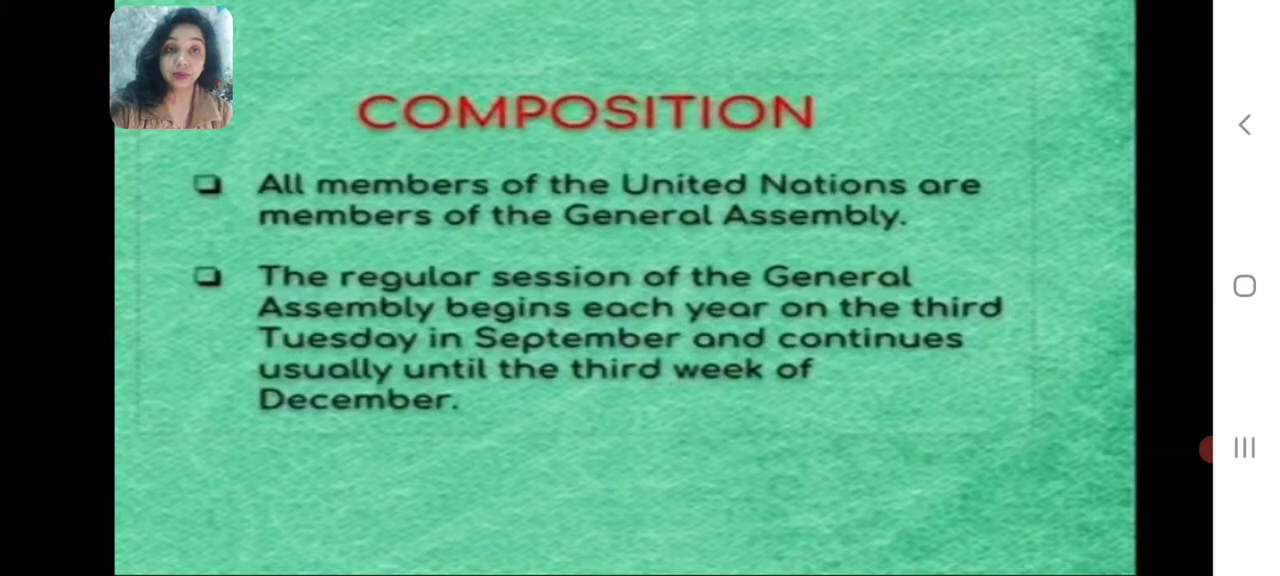 COMPOSITION
All members of the United Nations are
members of the General Assembly.
The regular session of the General
Assembly begins each year on the third
Tuesday in September and continues
usually until the third week of
December.